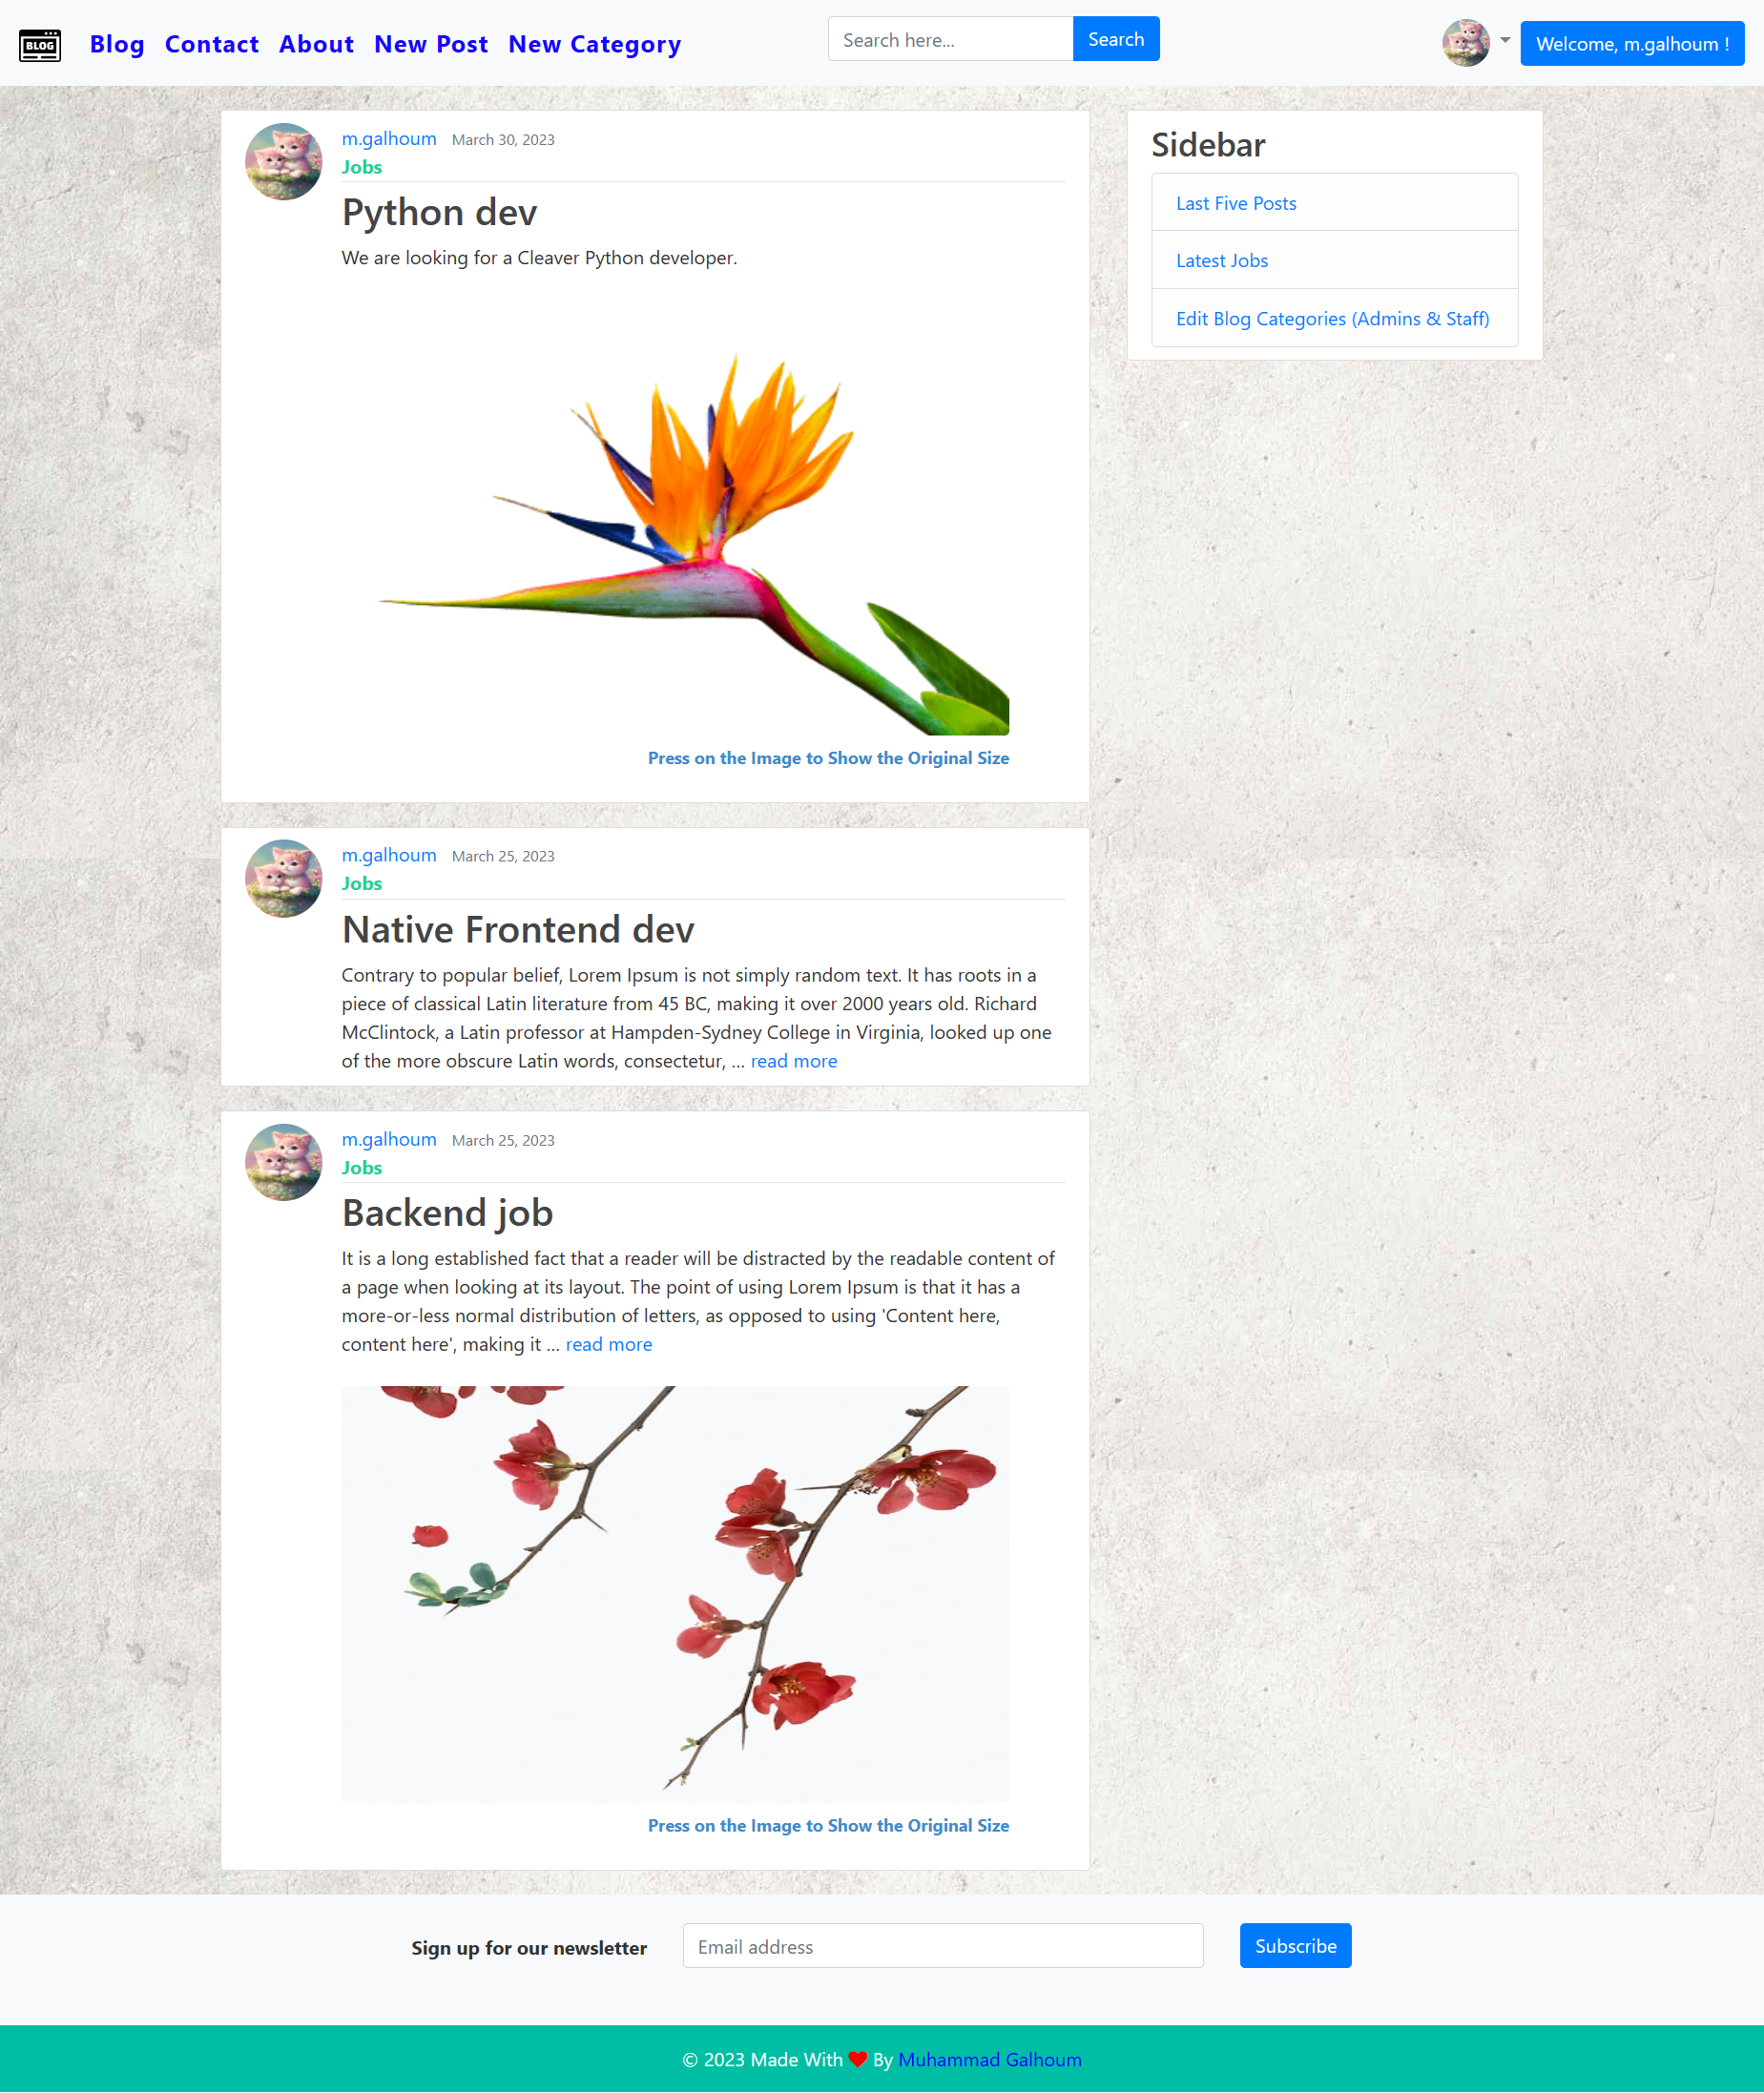 BLOG
Blog Contact About New Post New Category
Search here...
Search
Welcome, m.galhoum !
m.galhoum March 30, 2023
Jobs
Python dev
We are looking for a Cleaver Python developer.
Press on the Image to Show the Original Size
m.galhoum March 25, 2023
Jobs
Native Frontend dev
Contrary to popular belief, Lorem Ipsum is not simply random text. It has roots in a
piece of classical Latin literature from 45 BC, making it over 2000 years old. Richard
McClintock, a Latin professor at Hampden-Sydney College in Virginia, looked up one
of the more obscure Latin words, consectetur, ... read more
m.galhoum March 25, 2023
Jobs
Backend job
It is a long established fact that a reader will be distracted by the readable content of
a page when looking at its layout. The point of using Lorem Ipsum is that it has a
more-or-less normal distribution of letters, as opposed to using 'Content here,
content here', making it ... read more
Press on the Image to Show the Original Size
Sidebar
Last Five Posts
Latest Jobs
Edit Blog Categories (Admins & Staff)
Sign up for our newsletter
Email address
Subscribe
© 2023 Made With ❤ By Muhammad Galhoum